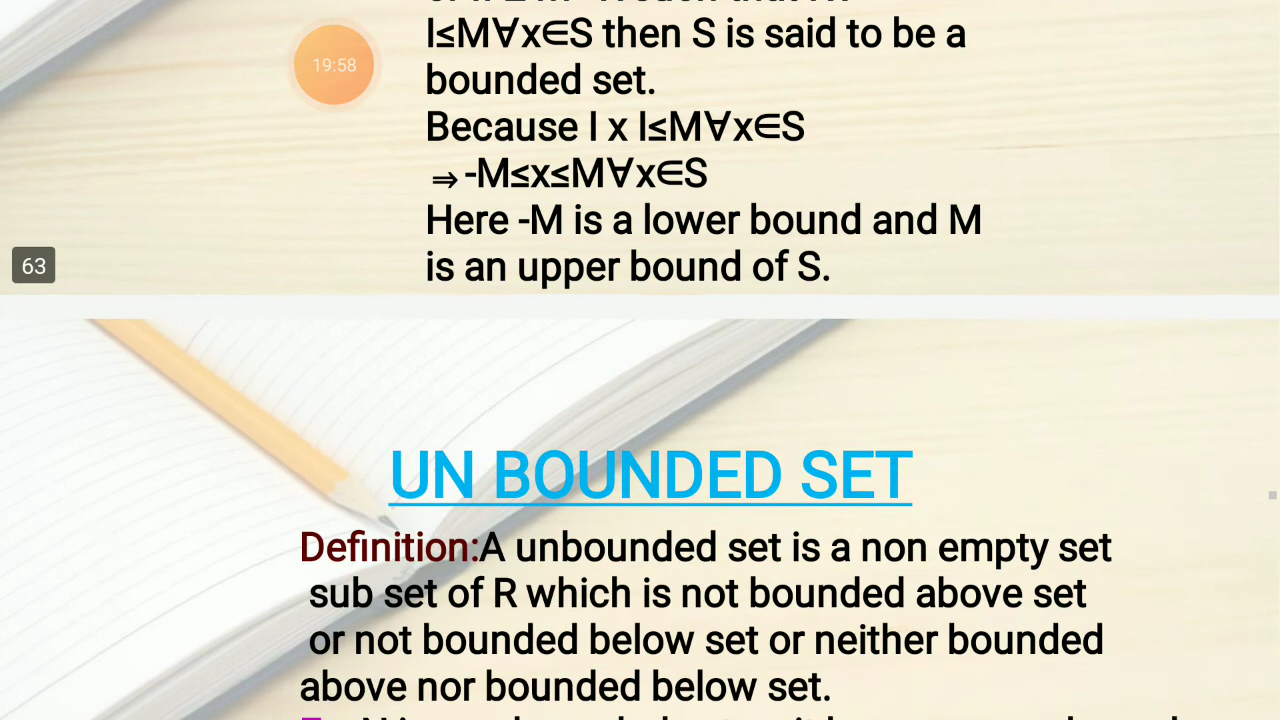 I≤M∀x∈S then S is said to be a
19:58
bounded set.
Because I x I≤M∀x∈S
⇒-M≤x≤M∀x∈S
Here -M is a lower bound and M
is an upper bound of S.
63
UN BOUNDED SET
Definition:A unbounded set is a non empty set
sub set of R which is not bounded above set
or not bounded below set or neither bounded
above nor bounded below set.